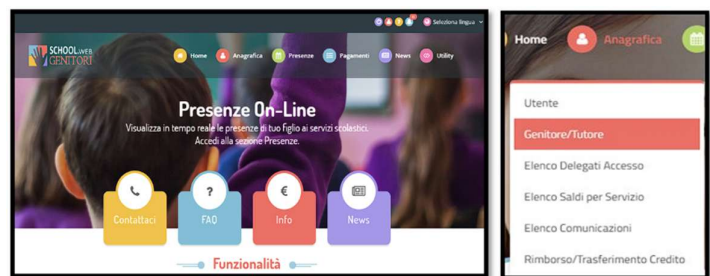 Seleziona lingua
SCHOOL.WEB
GENITORI
Home Anagrafica Presenze Pagamenti News Utility
Presenze On-Line
Visualizza in tempo reale le presenze di tuo figlio ai servizi scolastici.
Accedi alla sezione Presenze.
Contattaci FAQ Info News
Funzionalità
Home Anagrafica
Utente
Genitore/Tutore
Elenco Delegati Accesso
Elenco Saldi per Servizio
Elenco Comunicazioni
Rimborso/Trasferimento Credito